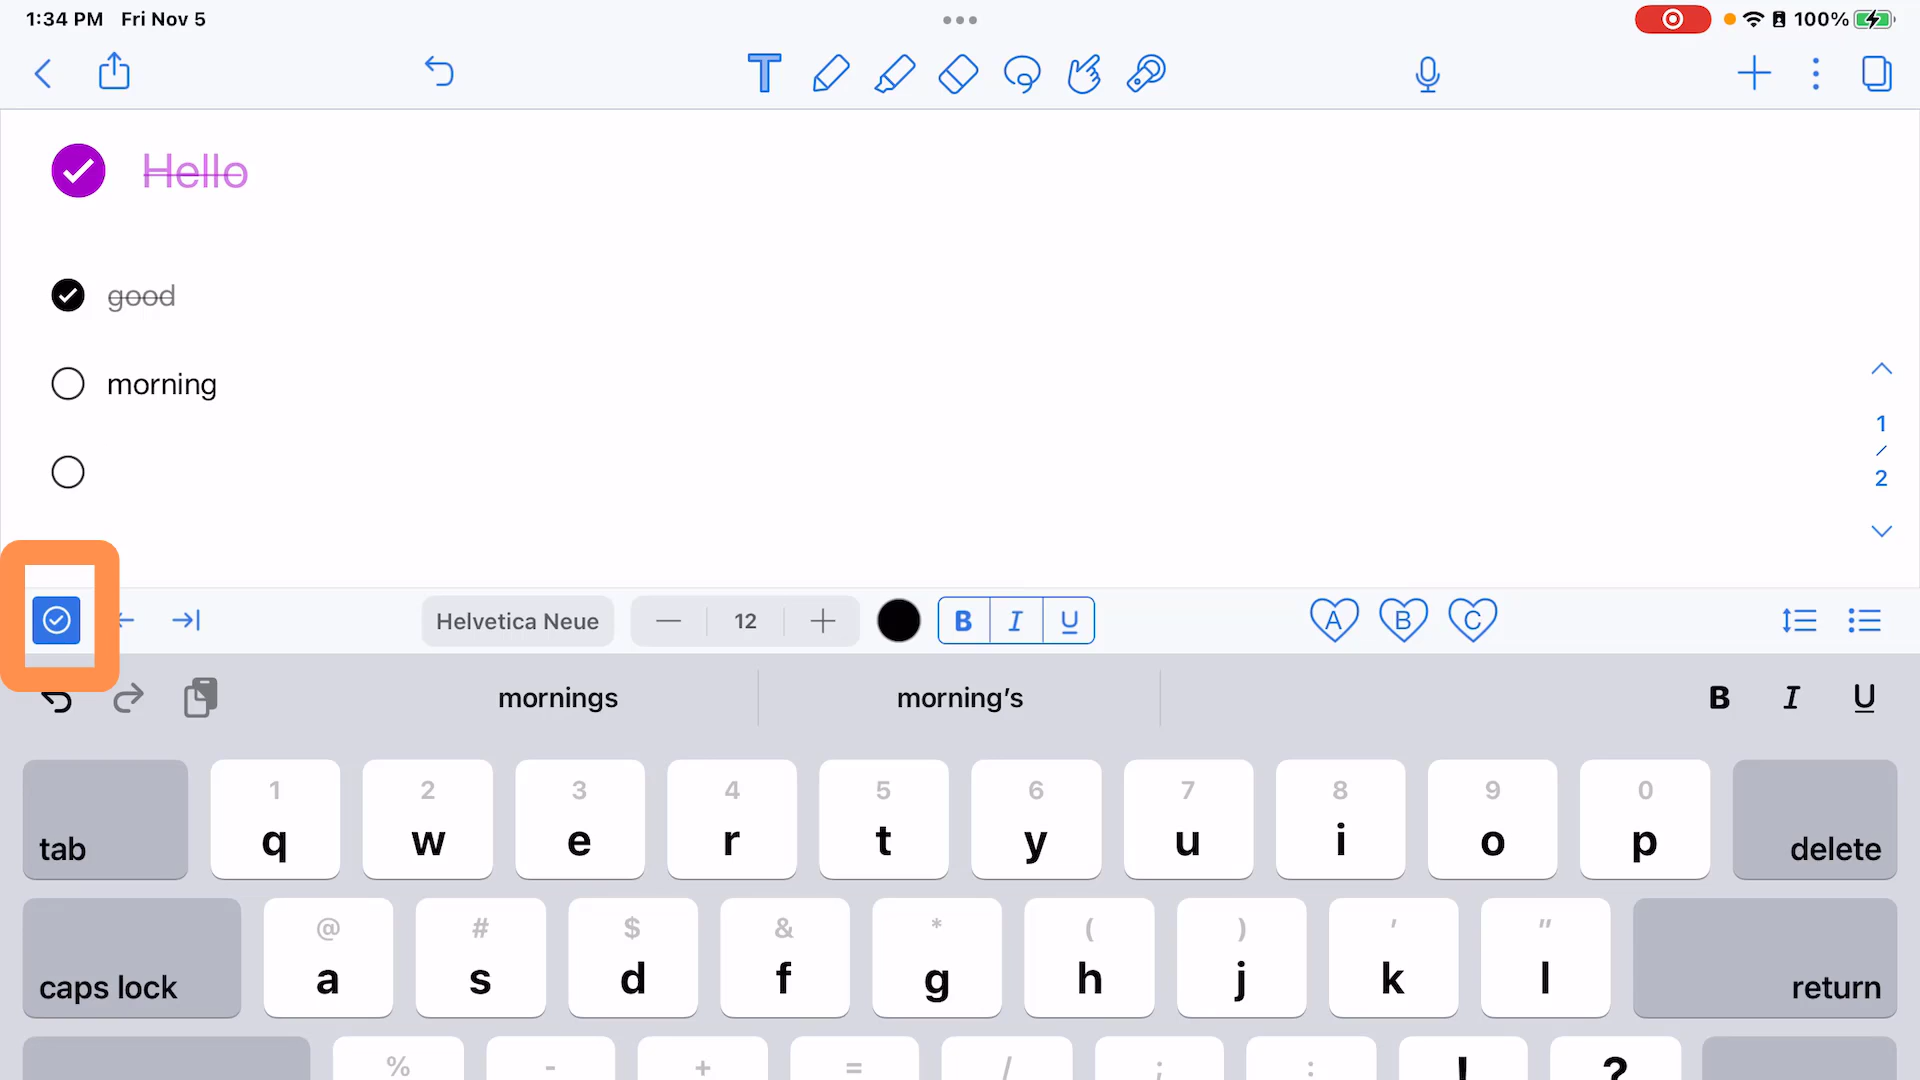 1:34 PM Fri Nov 5
100%
T
Hello
good
morning
1
/
2
Helvetica Neue — 12 + B I U A B C
mornings morning’s B I U
1 2 3 4 5 6 7 8 9 0
tab q w e r t y u i o p delete
@ # $ & * ( ) ' "
caps lock a s d f g h j k l return
% - + = / ; : ! ?